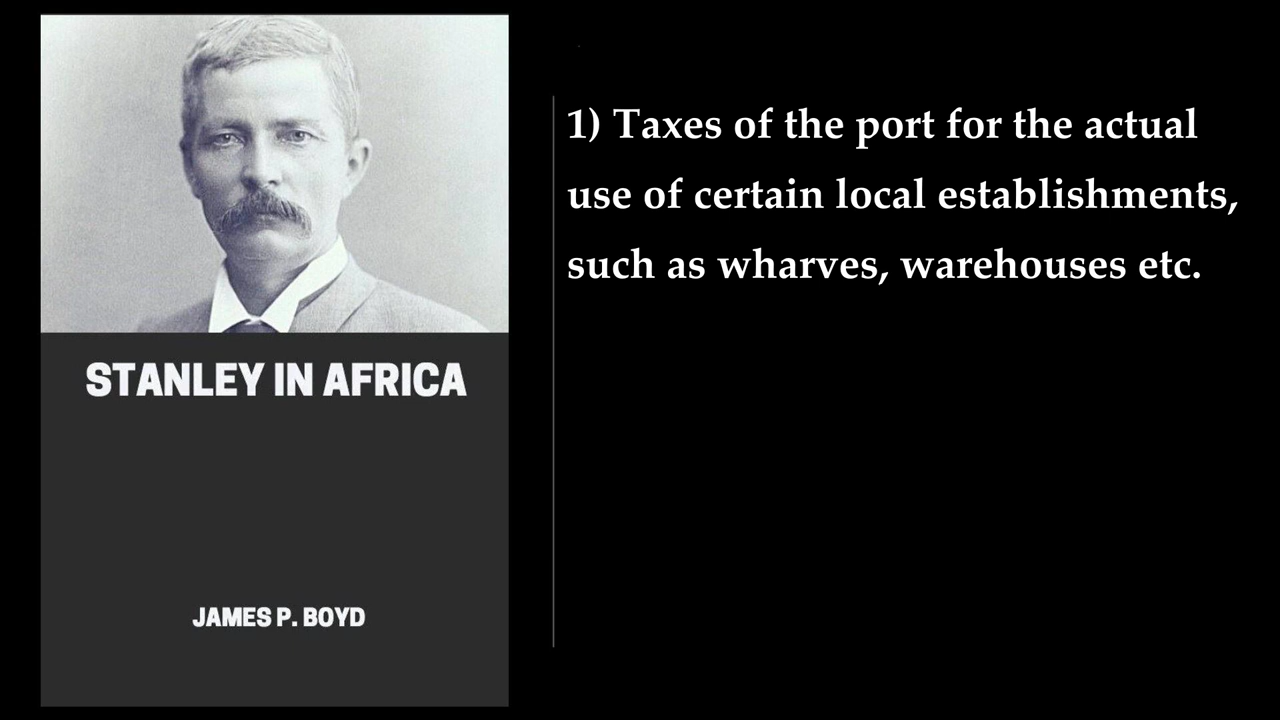 STANLEY IN AFRICA
JAMES P. BOYD
1) Taxes of the port for the actual
use of certain local establishments,
such as wharves, warehouses etc.